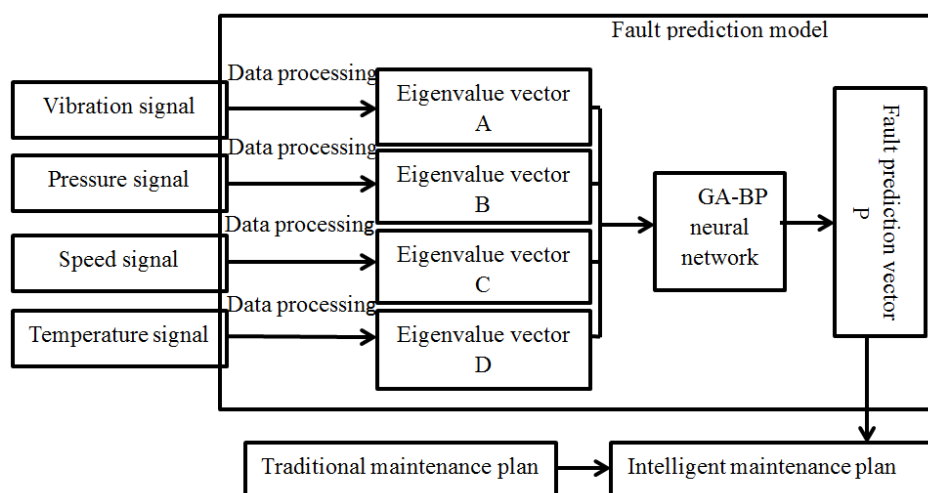 Fault prediction model
Data processing
Vibration signal
Eigenvalue vector
A
Data processing
Pressure signal
Eigenvalue vector
B
Data processing
Speed signal
Eigenvalue vector
C
Data processing
Temperature signal
Eigenvalue vector
D
GA-BP
neural
network
Fault prediction vector
P
Traditional maintenance plan
Intelligent maintenance plan